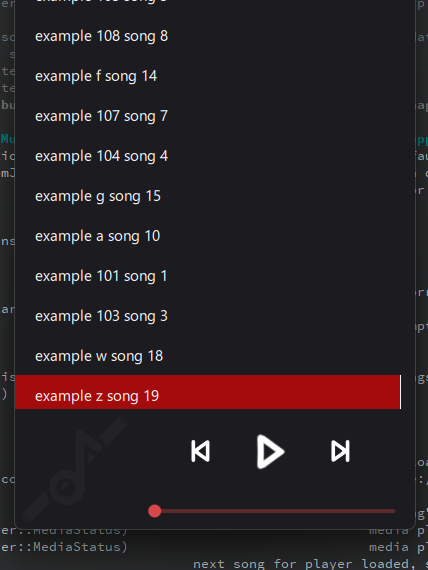 example 108 song 8
example f song 14
example 107 song 7
example 104 song 4
example g song 15
example a song 10
example 101 song 1
example 103 song 3
example w song 18
example z song 19
er::MediaStatus) media pl
er::MediaStatus) media pl
next song for player loaded, s